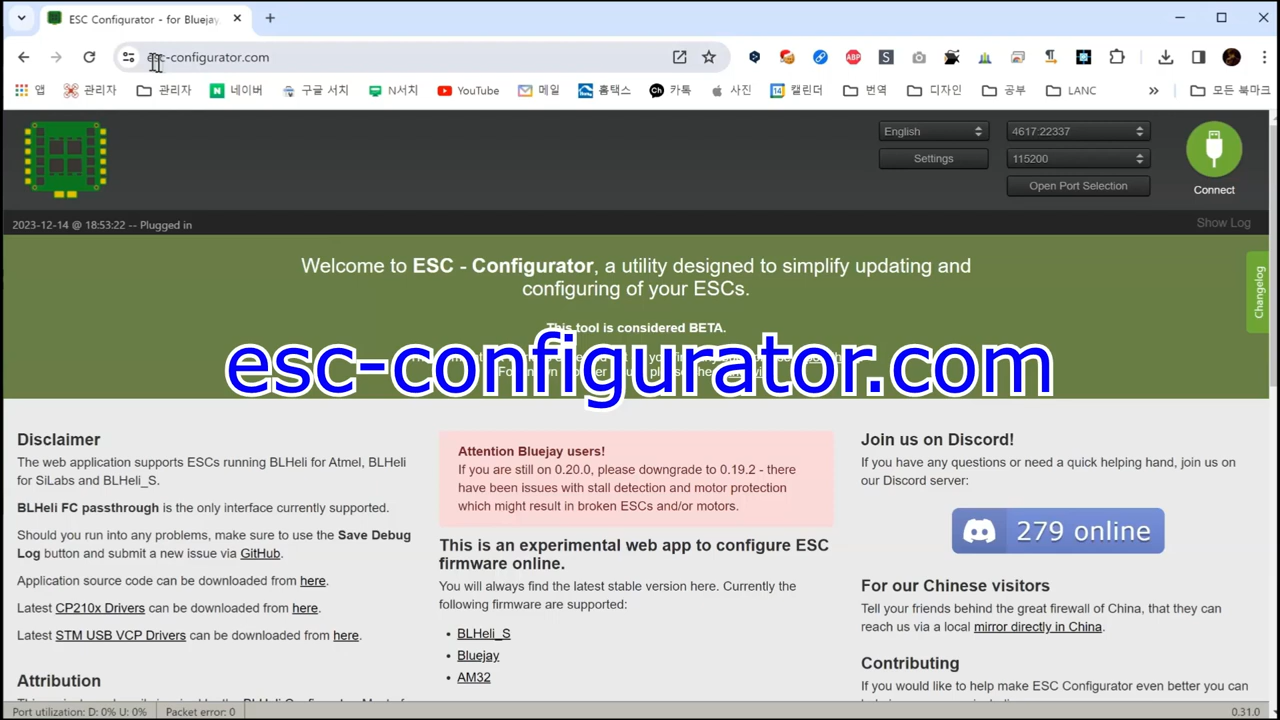 ESC Configurator - for Bluejay
esc-configurator.com
앱
관리자
관리자
네이버
구글 서치
N서치
YouTube
메일
홈택스
카톡
사진
캘린더
번역
디자인
공부
LANC
모든 북마크
English
4617:22337
Settings
115200
Open Port Selection
Connect
2023-12-14 @ 18:53:22 -- Plugged in
Show Log
Welcome to ESC - Configurator, a utility designed to simplify updating and
configuring of your ESCs.
This tool is considered BETA.
esc-configurator.com
Changelog
Disclaimer
The web application supports ESCs running BLHeli for Atmel, BLHeli
for SiLabs and BLHeli_S.
BLHeli FC passthrough is the only interface currently supported.
Should you run into any problems, make sure to use the Save Debug
Log button and submit a new issue via GitHub.
Application source code can be downloaded from here.
Latest CP210x Drivers can be downloaded from here.
Latest STM USB VCP Drivers can be downloaded from here.
Attribution
Attention Bluejay users!
If you are still on 0.20.0, please downgrade to 0.19.2 - there
have been issues with stall detection and motor protection
which might result in broken ESCs and/or motors.
This is an experimental web app to configure ESC
firmware online.
You will always find the latest stable version here. Currently the
following firmware are supported:
• BLHeli_S
• Bluejay
• AM32
Join us on Discord!
If you have any questions or need a quick helping hand, join us on
our Discord server:
279 online
For our Chinese visitors
Tell your friends behind the great firewall of China, that they can
reach us via a local mirror directly in China.
Contributing
If you would like to help make ESC Configurator even better you can
Port utilization: D: 0% U: 0%
Packet error: 0
0.31.0